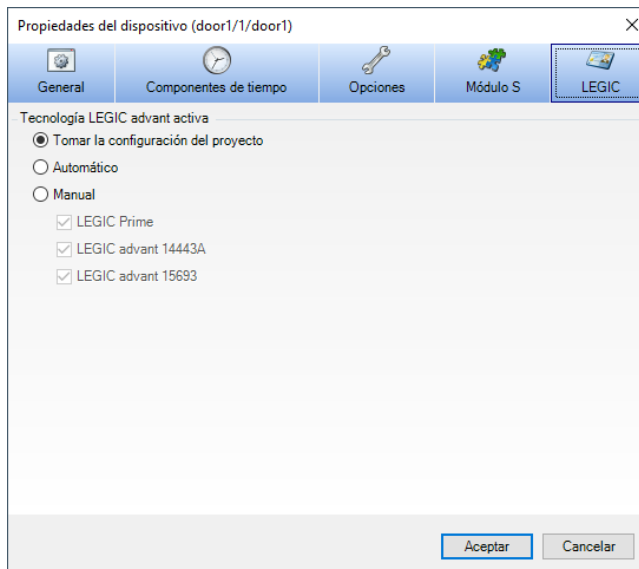 Propiedades del dispositivo (door1/1/door1)
General Componentes de tiempo Opciones Módulo S LEGIC
Tecnología LEGIC advant activa
Tomar la configuración del proyecto
Automático
Manual
LEGIC Prime
LEGIC advant 14443A
LEGIC advant 15693
Aceptar Cancelar